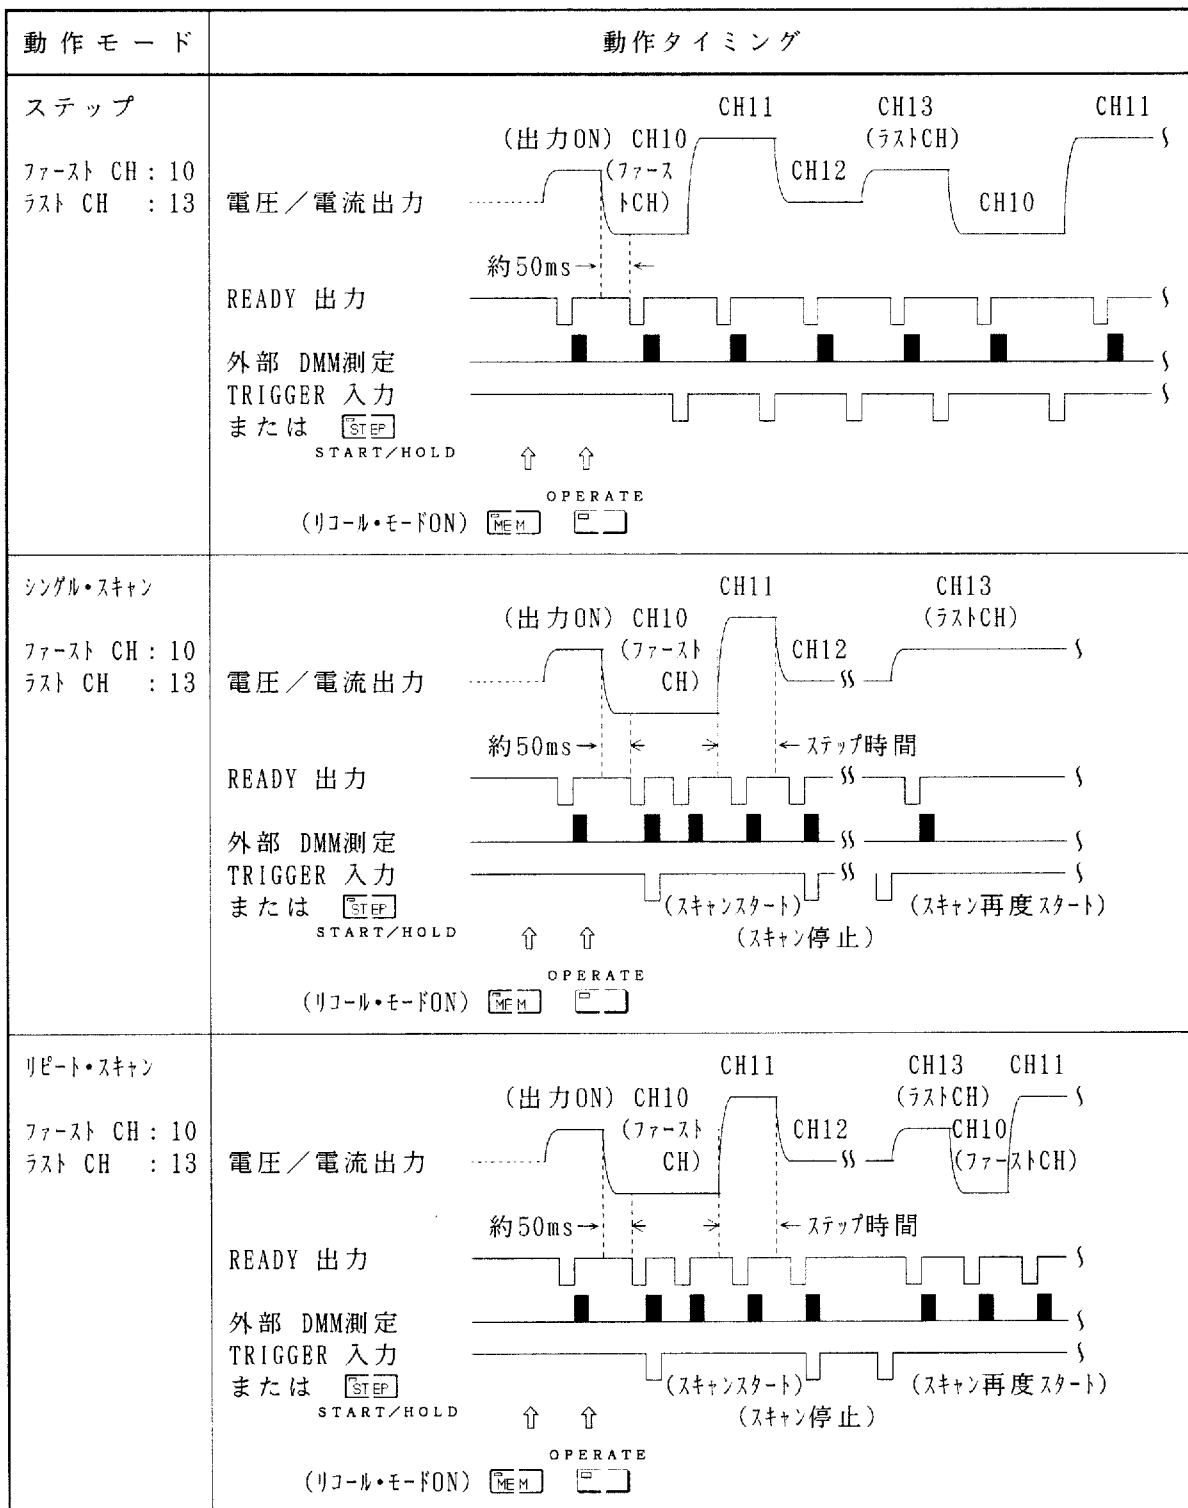 動作モード
動作タイミング
ステップ
ファースト CH : 10
ラスト CH : 13
CH11 CH13 CH11
(出力ON) CH10 (ラストCH)
(ファース
トCH)
CH12
CH10
電圧/電流出力
約50ms
READY 出力
外部 DMM測定
TRIGGER 入力
または STEP
START/HOLD
OPERATE
(リコール・モードON) MEM
シングル・スキャン
ファースト CH : 10
ラスト CH : 13
CH11 CH13
(出力ON) CH10 (ラストCH)
(ファースト
CH)
CH12
電圧/電流出力
約50ms ステップ時間
READY 出力
外部 DMM測定
TRIGGER 入力
または STEP
(スキャンスタート) (スキャン再度スタート)
START/HOLD (スキャン停止)
OPERATE
(リコール・モードON) MEM
リピート・スキャン
ファースト CH : 10
ラスト CH : 13
CH11 CH13 CH11
(出力ON) CH10 (ラストCH)
(ファースト
CH)
CH12 CH10
(ファーストCH)
電圧/電流出力
約50ms ステップ時間
READY 出力
外部 DMM測定
TRIGGER 入力
または STEP
(スキャンスタート) (スキャン再度スタート)
START/HOLD (スキャン停止)
OPERATE
(リコール・モードON) MEM